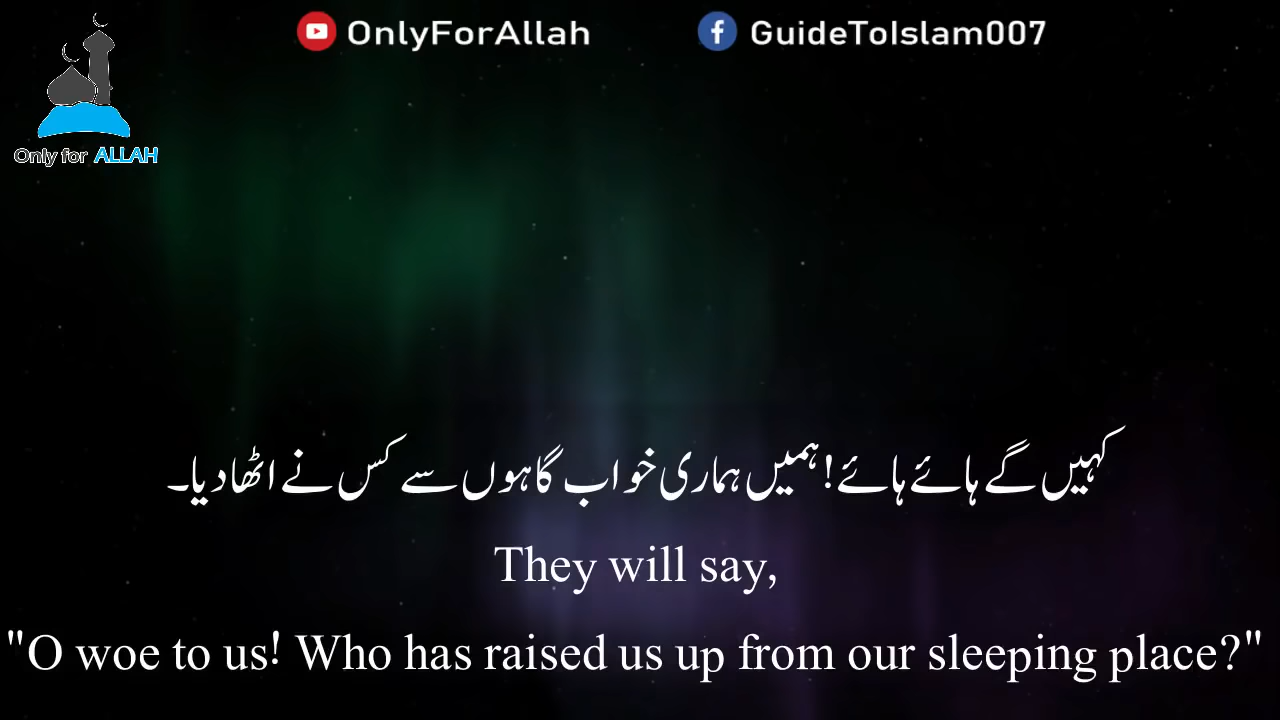 OnlyForAllah
GuideToIslam007
Only for ALLAH
کہیں گے ہائے ہائے! ہمیں ہماری خواب گاہوں سے کس نے اٹھا دیا۔
They will say,
"O woe to us! Who has raised us up from our sleeping place?"